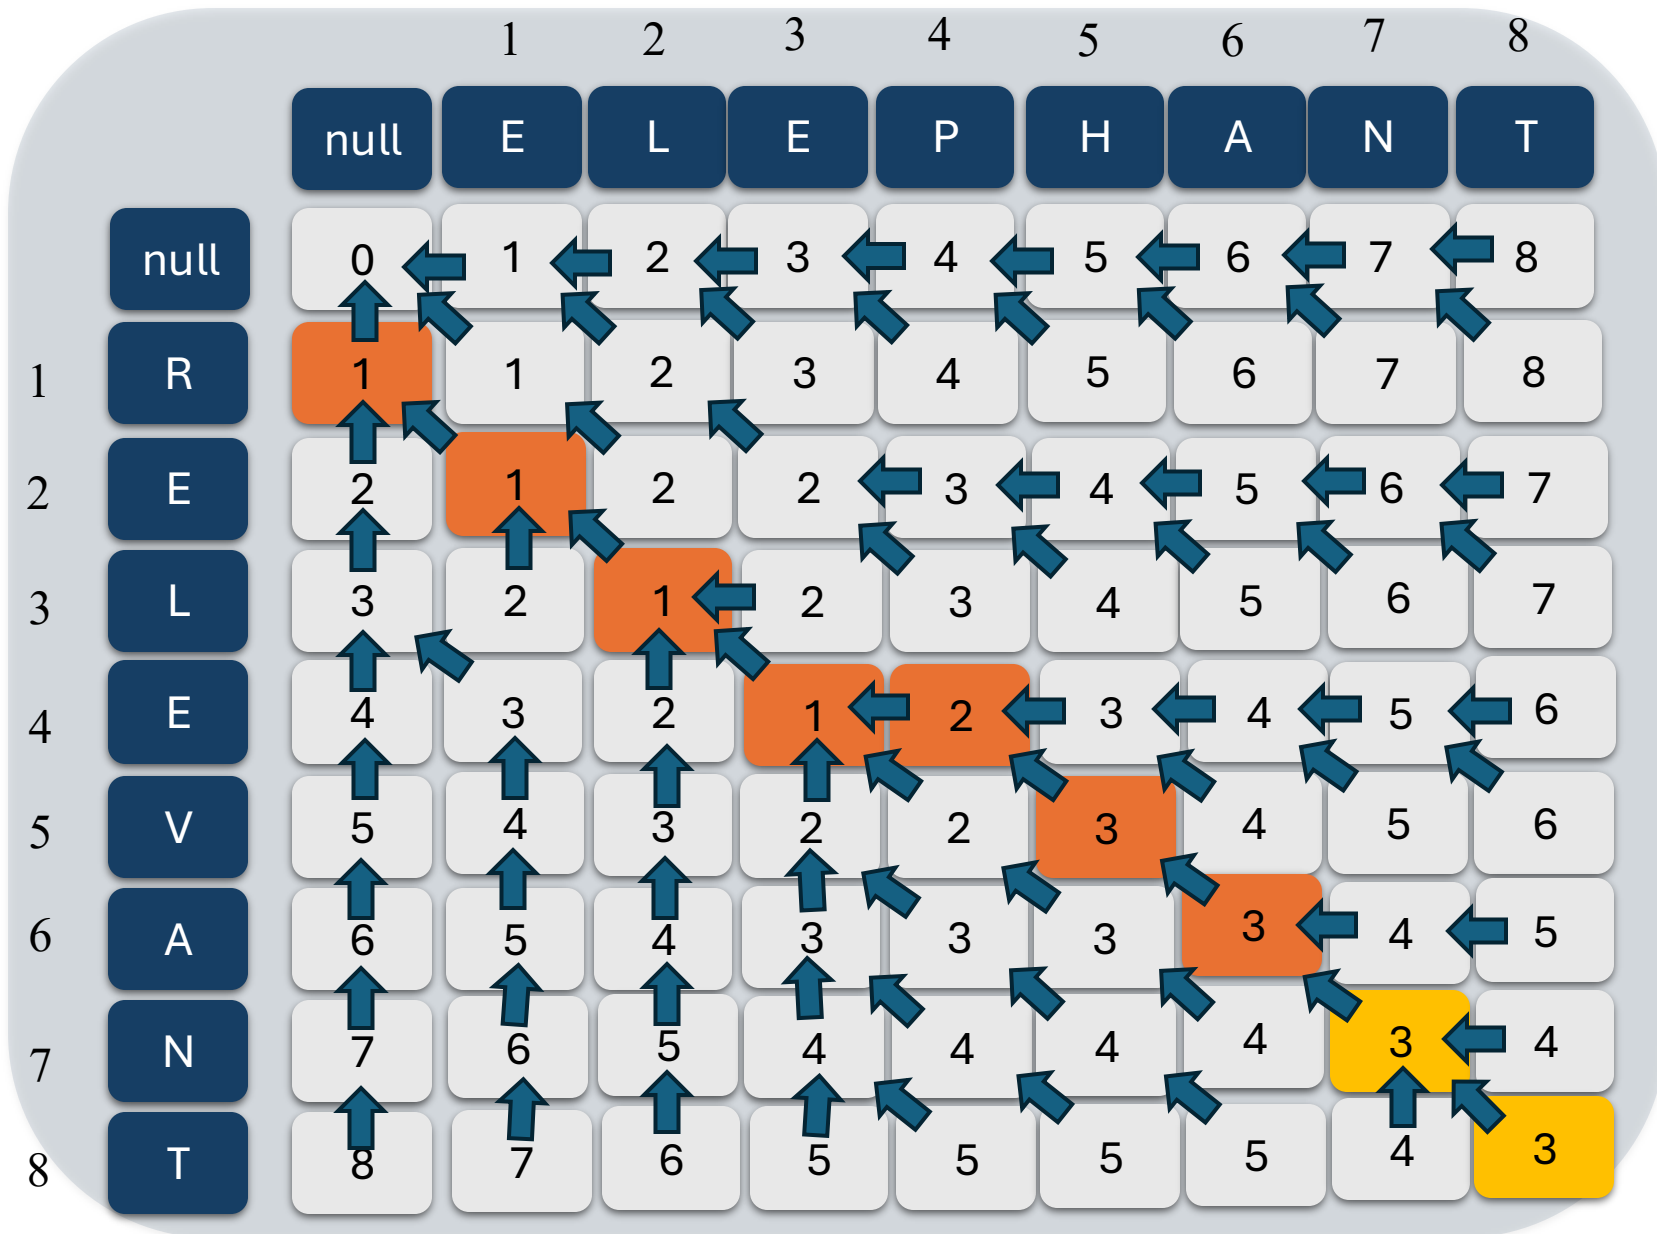 1 2 3 4 5 6 7 8
null E L E P H A N T
null 0 1 2 3 4 5 6 7 8
1 R 1 1 2 3 4 5 6 7 8
2 E 2 1 2 2 3 4 5 6 7
3 L 3 2 1 2 3 4 5 6 7
4 E 4 3 2 1 2 3 4 5 6
5 V 5 4 3 2 2 3 4 5 6
6 A 6 5 4 3 3 3 3 4 5
7 N 7 6 5 4 4 4 4 3 4
8 T 8 7 6 5 5 5 5 4 3